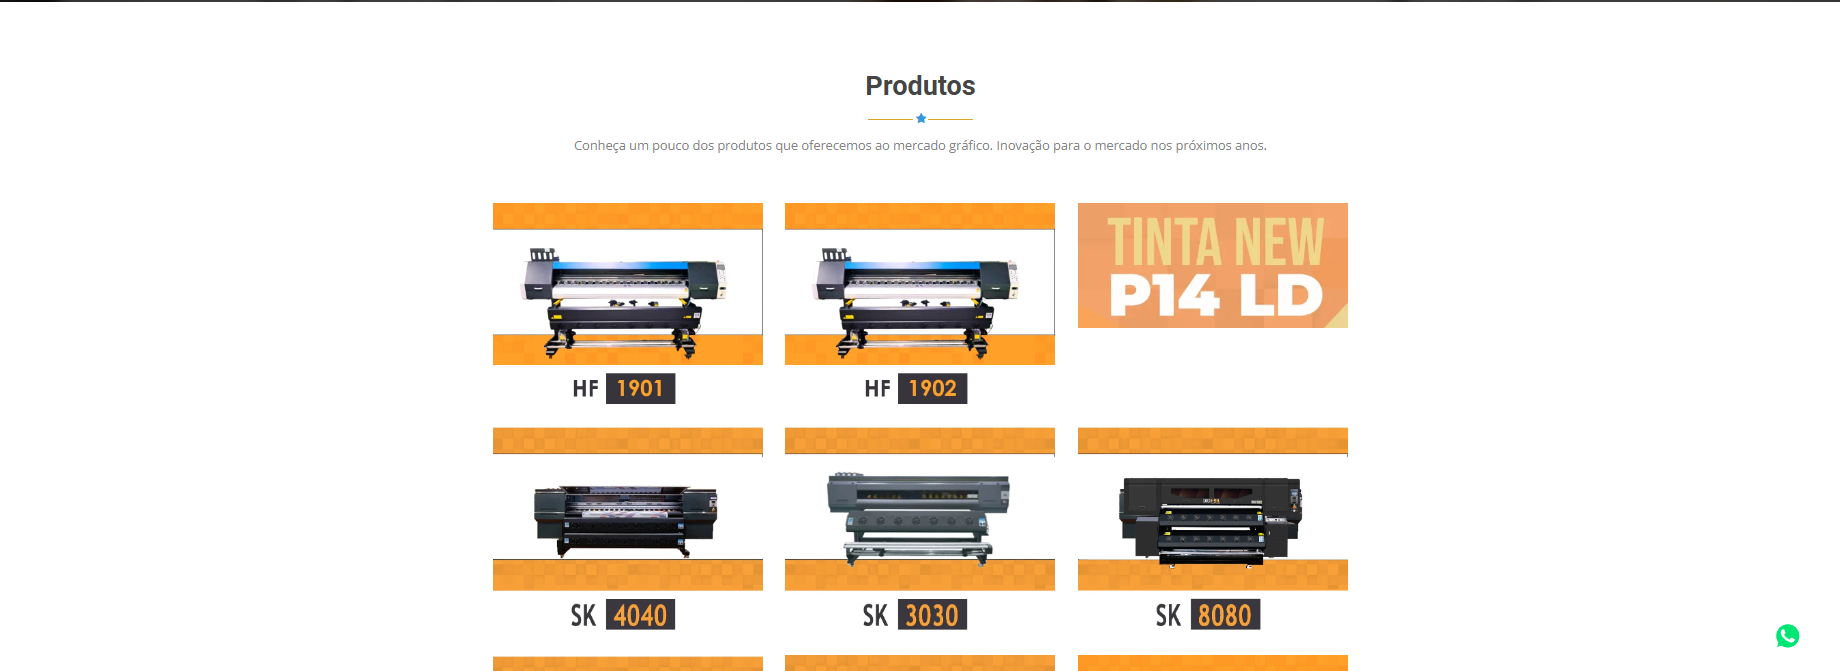 Produtos
Conheça um pouco dos produtos que oferecemos ao mercado gráfico. Inovação para o mercado nos próximos anos.
TINTA NEW
P14 LD
HF 1901
HF 1902
SK 4040
SK 3030
SK 8080